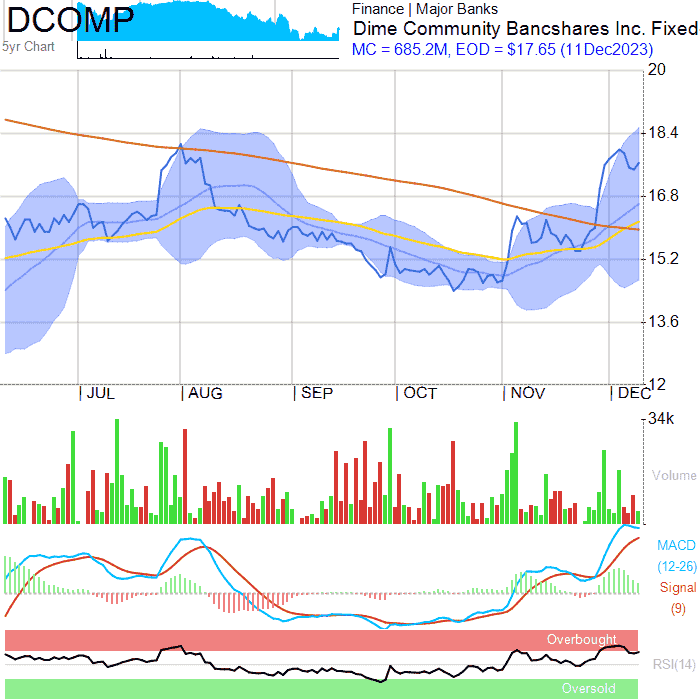 DCOMP
5yr Chart
Finance | Major Banks
Dime Community Bancshares Inc. Fixed
MC = 685.2M, EOD = $17.65 (11Dec2023)
20
18.4
16.8
15.2
13.6
12
JUL AUG SEP OCT NOV DEC
34k
Volume
MACD
(12-26)
Signal
(9)
Overbought
RSI(14)
Oversold